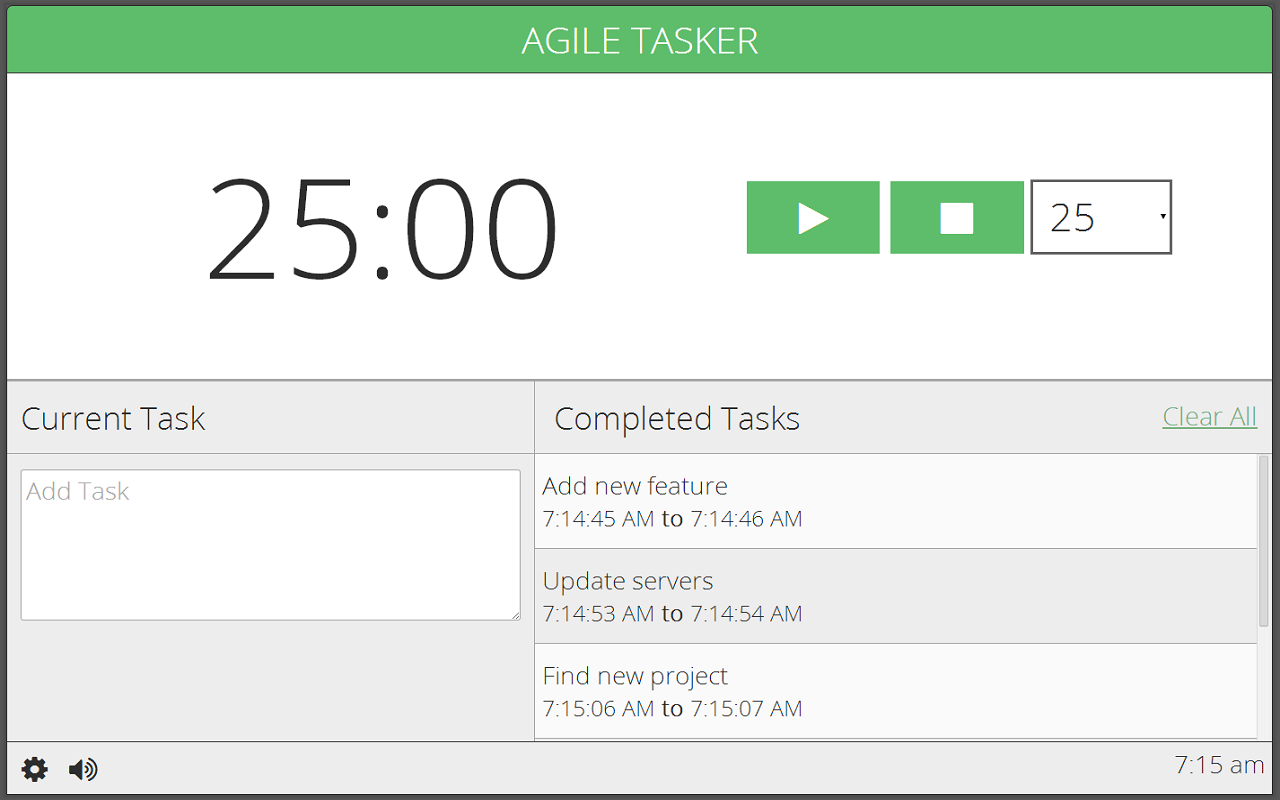 AGILE TASKER
25:00
25
Current Task
Completed Tasks
Clear All
Add Task
Add new feature
7:14:45 AM to 7:14:46 AM
Update servers
7:14:53 AM to 7:14:54 AM
Find new project
7:15:06 AM to 7:15:07 AM
7:15 am